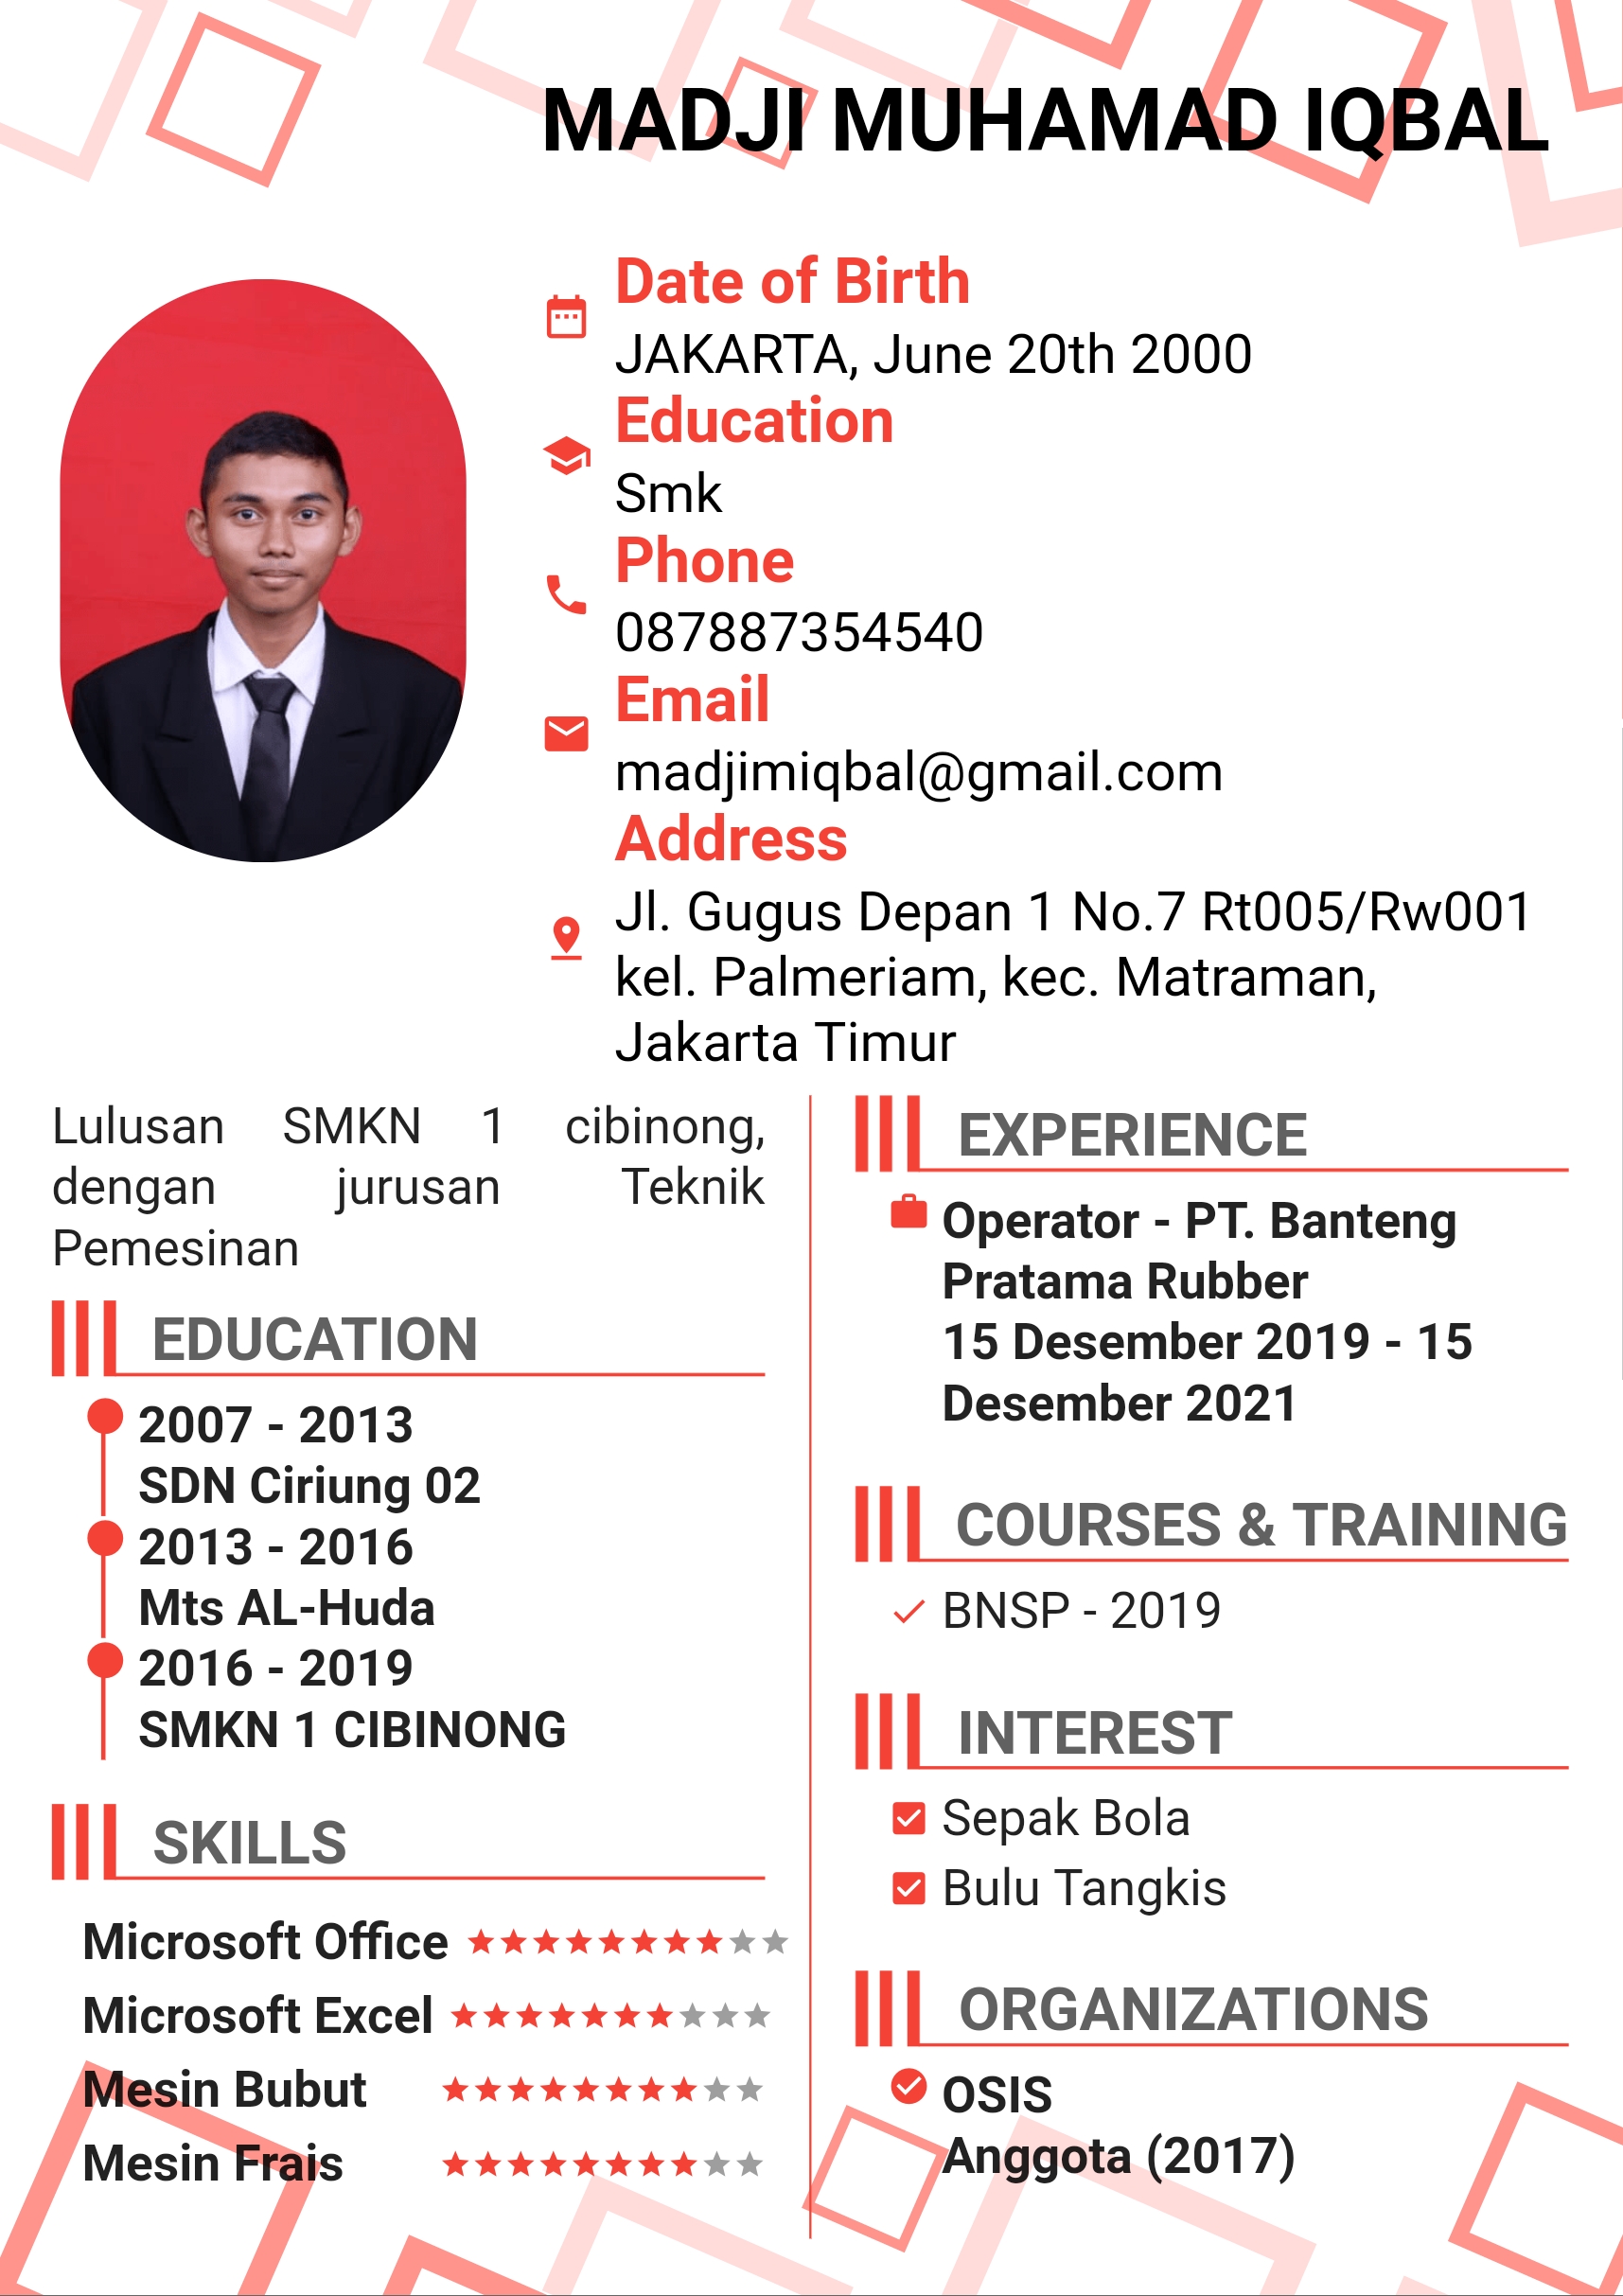 MADJI MUHAMAD IQBAL
Date of Birth
JAKARTA, June 20th 2000
Education
Smk
Phone
087887354540
Email
madjimiqbal@gmail.com
Address
Jl. Gugus Depan 1 No.7 Rt005/Rw001
kel. Palmeriam, kec. Matraman,
Jakarta Timur
Lulusan SMKN 1 cibinong,
dengan jurusan Teknik
Pemesinan
EDUCATION
2007 - 2013
SDN Ciriung 02
2013 - 2016
Mts AL-Huda
2016 - 2019
SMKN 1 CIBINONG
SKILLS
Microsoft Office
Microsoft Excel
Mesin Bubut
Mesin Frais
EXPERIENCE
Operator - PT. Banteng
Pratama Rubber
15 Desember 2019 - 15
Desember 2021
COURSES & TRAINING
BNSP - 2019
INTEREST
Sepak Bola
Bulu Tangkis
ORGANIZATIONS
OSIS
Anggota (2017)